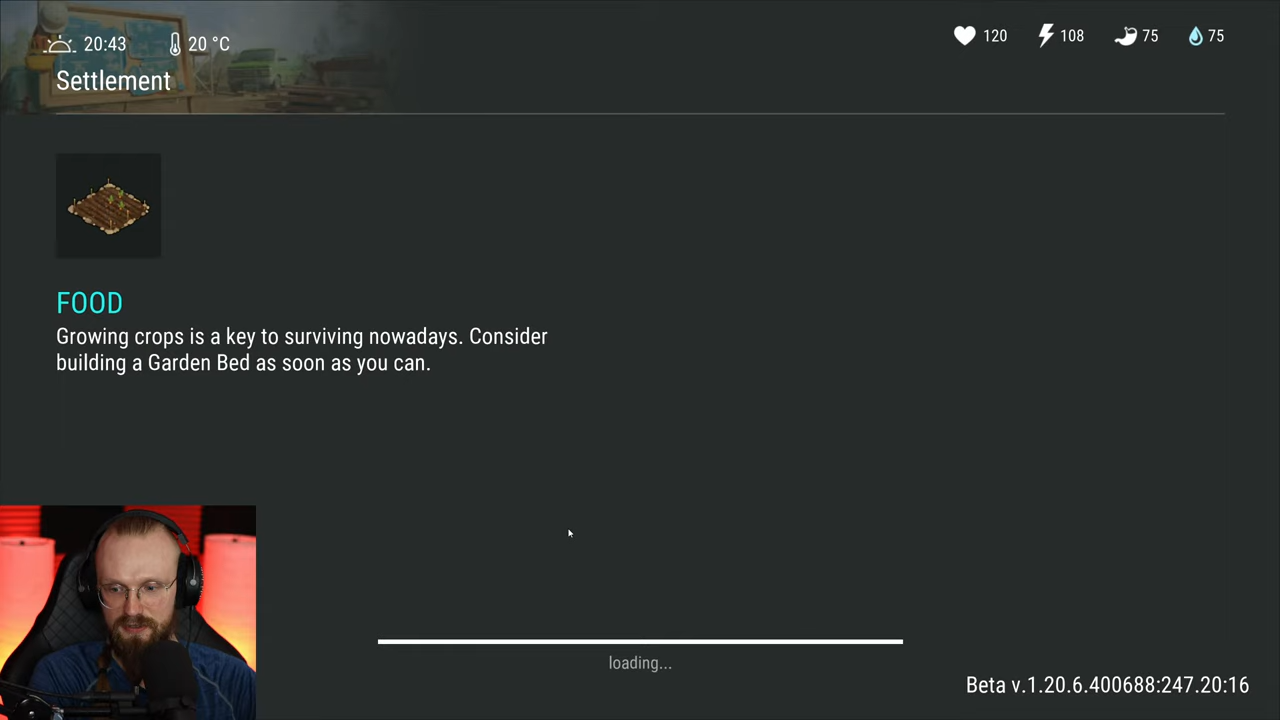 20:43 20 °C 120 108 75 75
Settlement
FOOD
Growing crops is a key to surviving nowadays. Consider
building a Garden Bed as soon as you can.
loading...
Beta v.1.20.6.400688:247.20:16